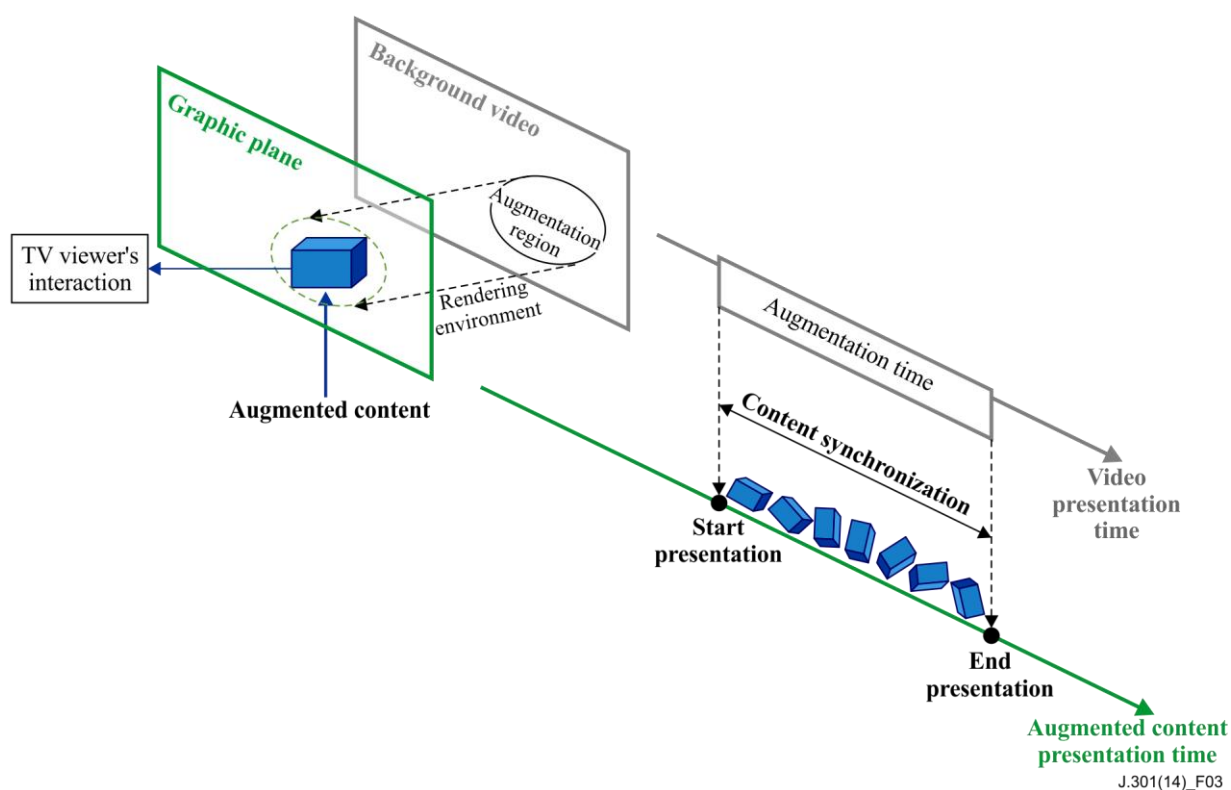 Background video
Graphic plane
Augmentation
region
TV viewer's
interaction
Rendering
environment
Augmented content
Augmentation time
Content synchronization
Video
presentation
time
Start
presentation
End
presentation
Augmented content
presentation time
J.301(14)_F03